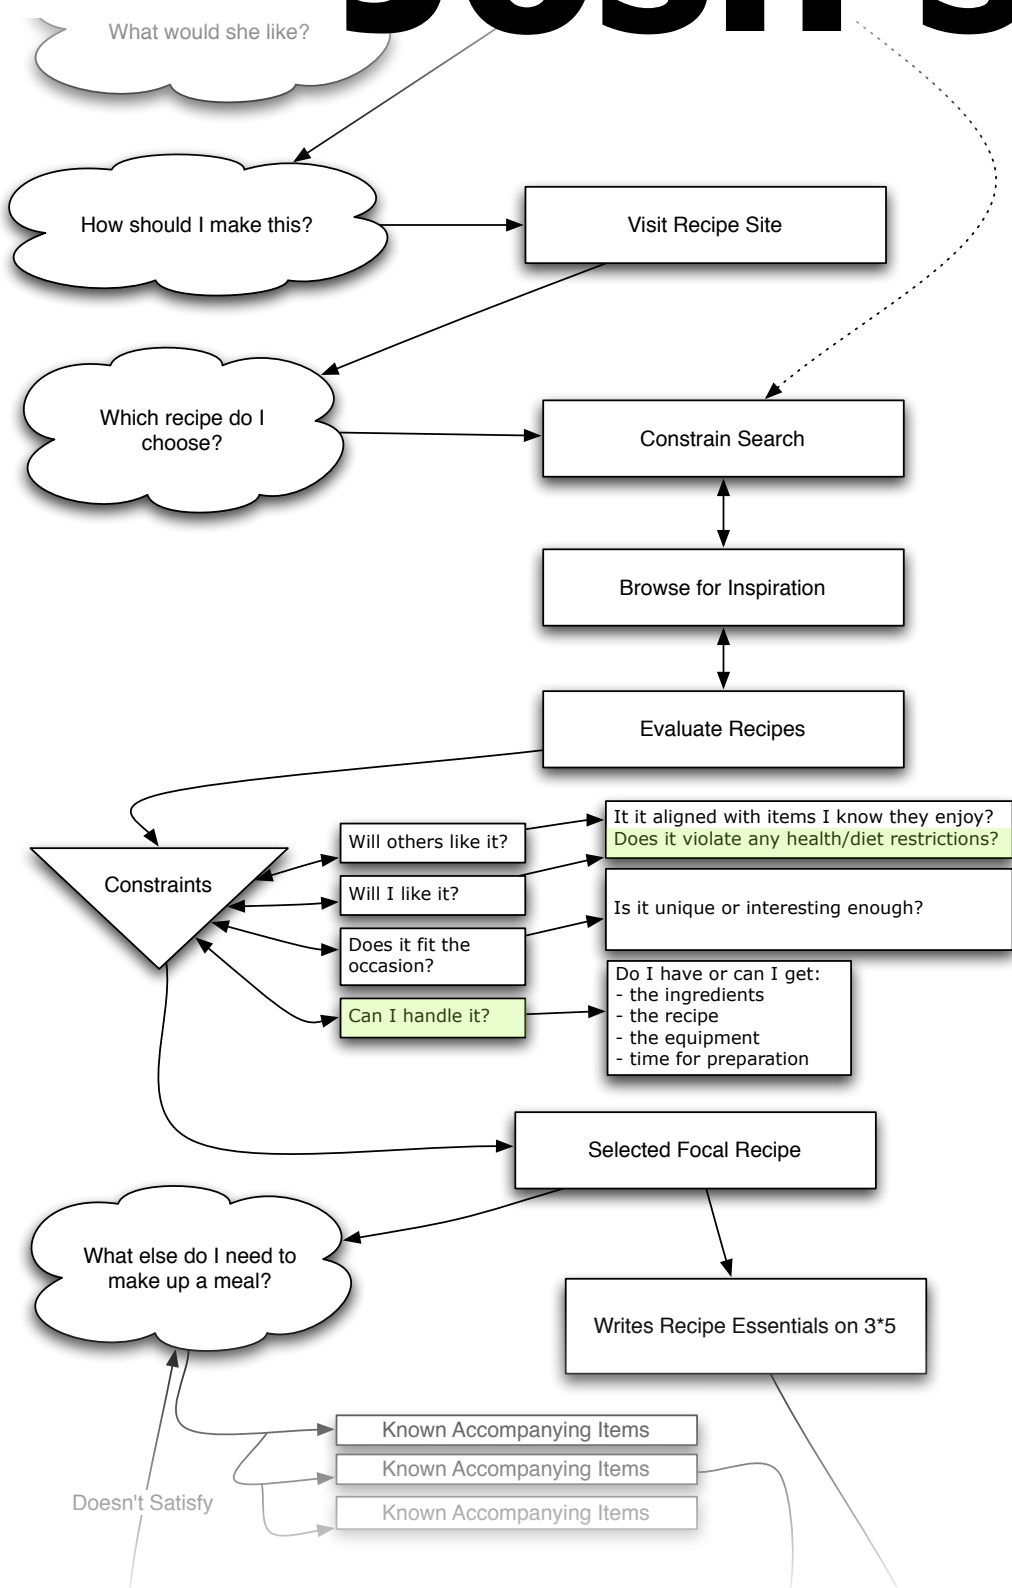 What would she like?
How should I make this?
Visit Recipe Site
Which recipe do I
choose?
Constrain Search
Browse for Inspiration
Evaluate Recipes
Constraints
Will others like it?
It it aligned with items I know they enjoy?
Does it violate any health/diet restrictions?
Will I like it?
Is it unique or interesting enough?
Does it fit the
occasion?
Can I handle it?
Do I have or can I get:
- the ingredients
- the recipe
- the equipment
- time for preparation
Selected Focal Recipe
What else do I need to
make up a meal?
Writes Recipe Essentials on 3*5
Known Accompanying Items
Known Accompanying Items
Doesn't Satisfy
Known Accompanying Items